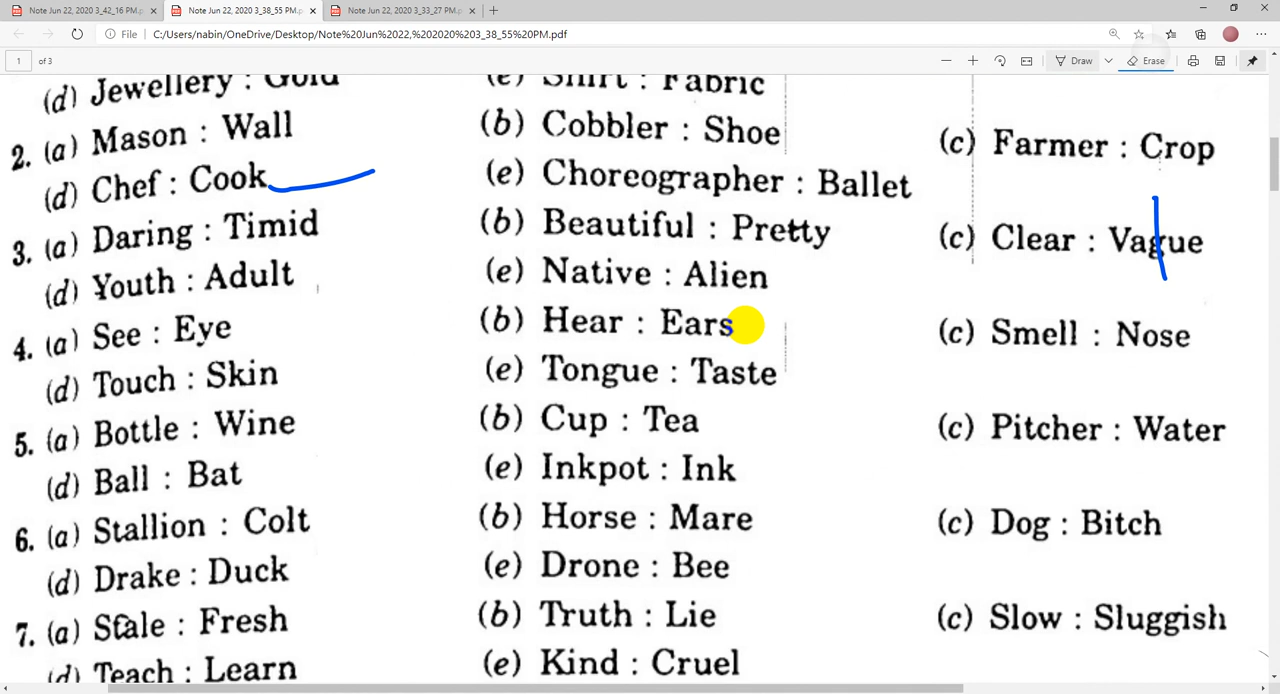 Note Jun 22, 2020 3_42_16 PM.p
Note Jun 22, 2020 3_38_55 PM.p
Note Jun 22, 2020 3_33_27 PM.p
File
C:/Users/nabin/OneDrive/Desktop/Note%20Jun%2022,%202020%203_38_55%20PM.pdf
1 of 3
Draw
Erase
(d) Jewellery : Gold (e) Shirt : Fabric
2. (a) Mason : Wall (b) Cobbler : Shoe (c) Farmer : Crop
(d) Chef : Cook (e) Choreographer : Ballet
3. (a) Daring : Timid (b) Beautiful : Pretty (c) Clear : Vague
(d) Youth : Adult (e) Native : Alien
4. (a) See : Eye (b) Hear : Ears (c) Smell : Nose
(d) Touch : Skin (e) Tongue : Taste
5. (a) Bottle : Wine (b) Cup : Tea (c) Pitcher : Water
(d) Ball : Bat (e) Inkpot : Ink
6. (a) Stallion : Colt (b) Horse : Mare (c) Dog : Bitch
(d) Drake : Duck (e) Drone : Bee
7. (a) Stale : Fresh (b) Truth : Lie (c) Slow : Sluggish
(d) Teach : Learn (e) Kind : Cruel